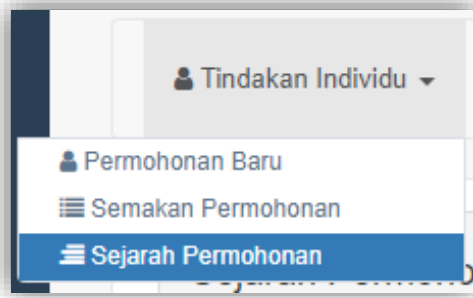 Tindakan Individu
Permohonan Baru
Semakan Permohonan
Sejarah Permohonan